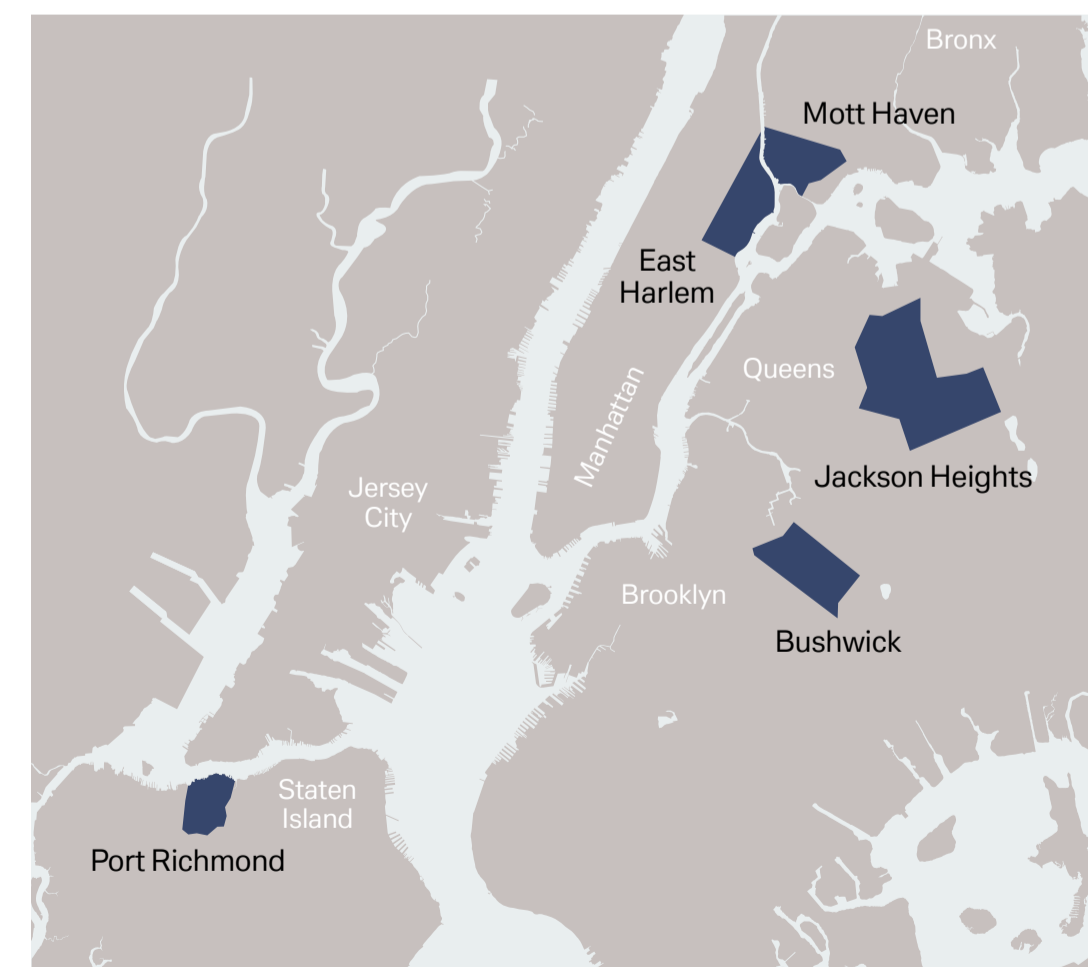 Bronx
Mott Haven
East
Harlem
Queens
Manhattan
Jackson Heights
Jersey
City
Brooklyn
Bushwick
Staten
Island
Port Richmond